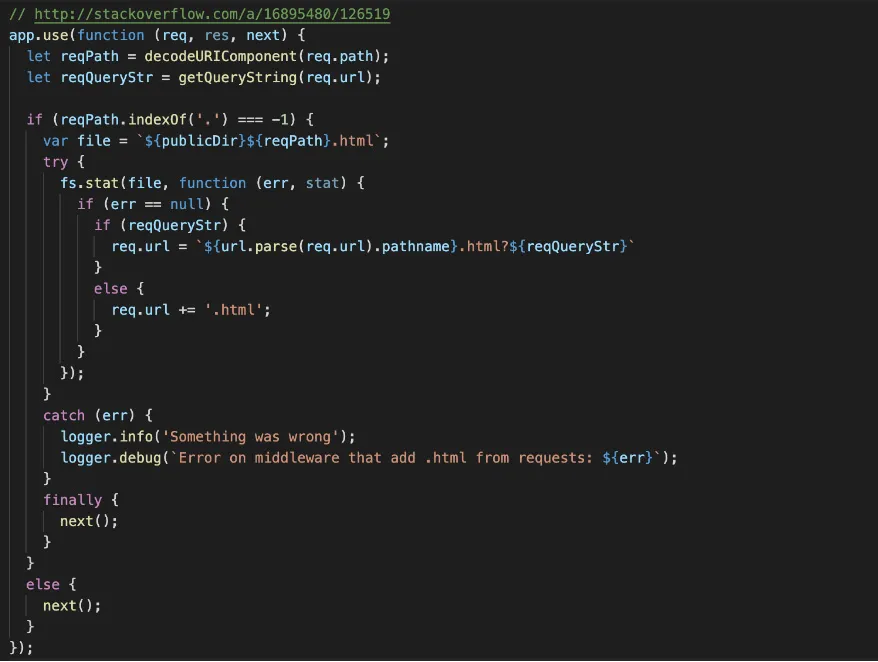 // http://stackoverflow.com/a/16895480/126519
app.use(function (req, res, next) {
  let reqPath = decodeURIComponent(req.path);
  let reqQueryStr = getQueryString(req.url);

  if (reqPath.indexOf('.') === -1) {
    var file = `${publicDir}${reqPath}.html`;
    try {
      fs.stat(file, function (err, stat) {
        if (err == null) {
          if (reqQueryStr) {
            req.url = `${url.parse(req.url).pathname}.html?${reqQueryStr}`
          }
          else {
            req.url += '.html';
          }
        }
      });
    }
    catch (err) {
      logger.info('Something was wrong');
      logger.debug(`Error on middleware that add .html from requests: ${err}`);
    }
    finally {
      next();
    }
  }
  else {
    next();
  }
});